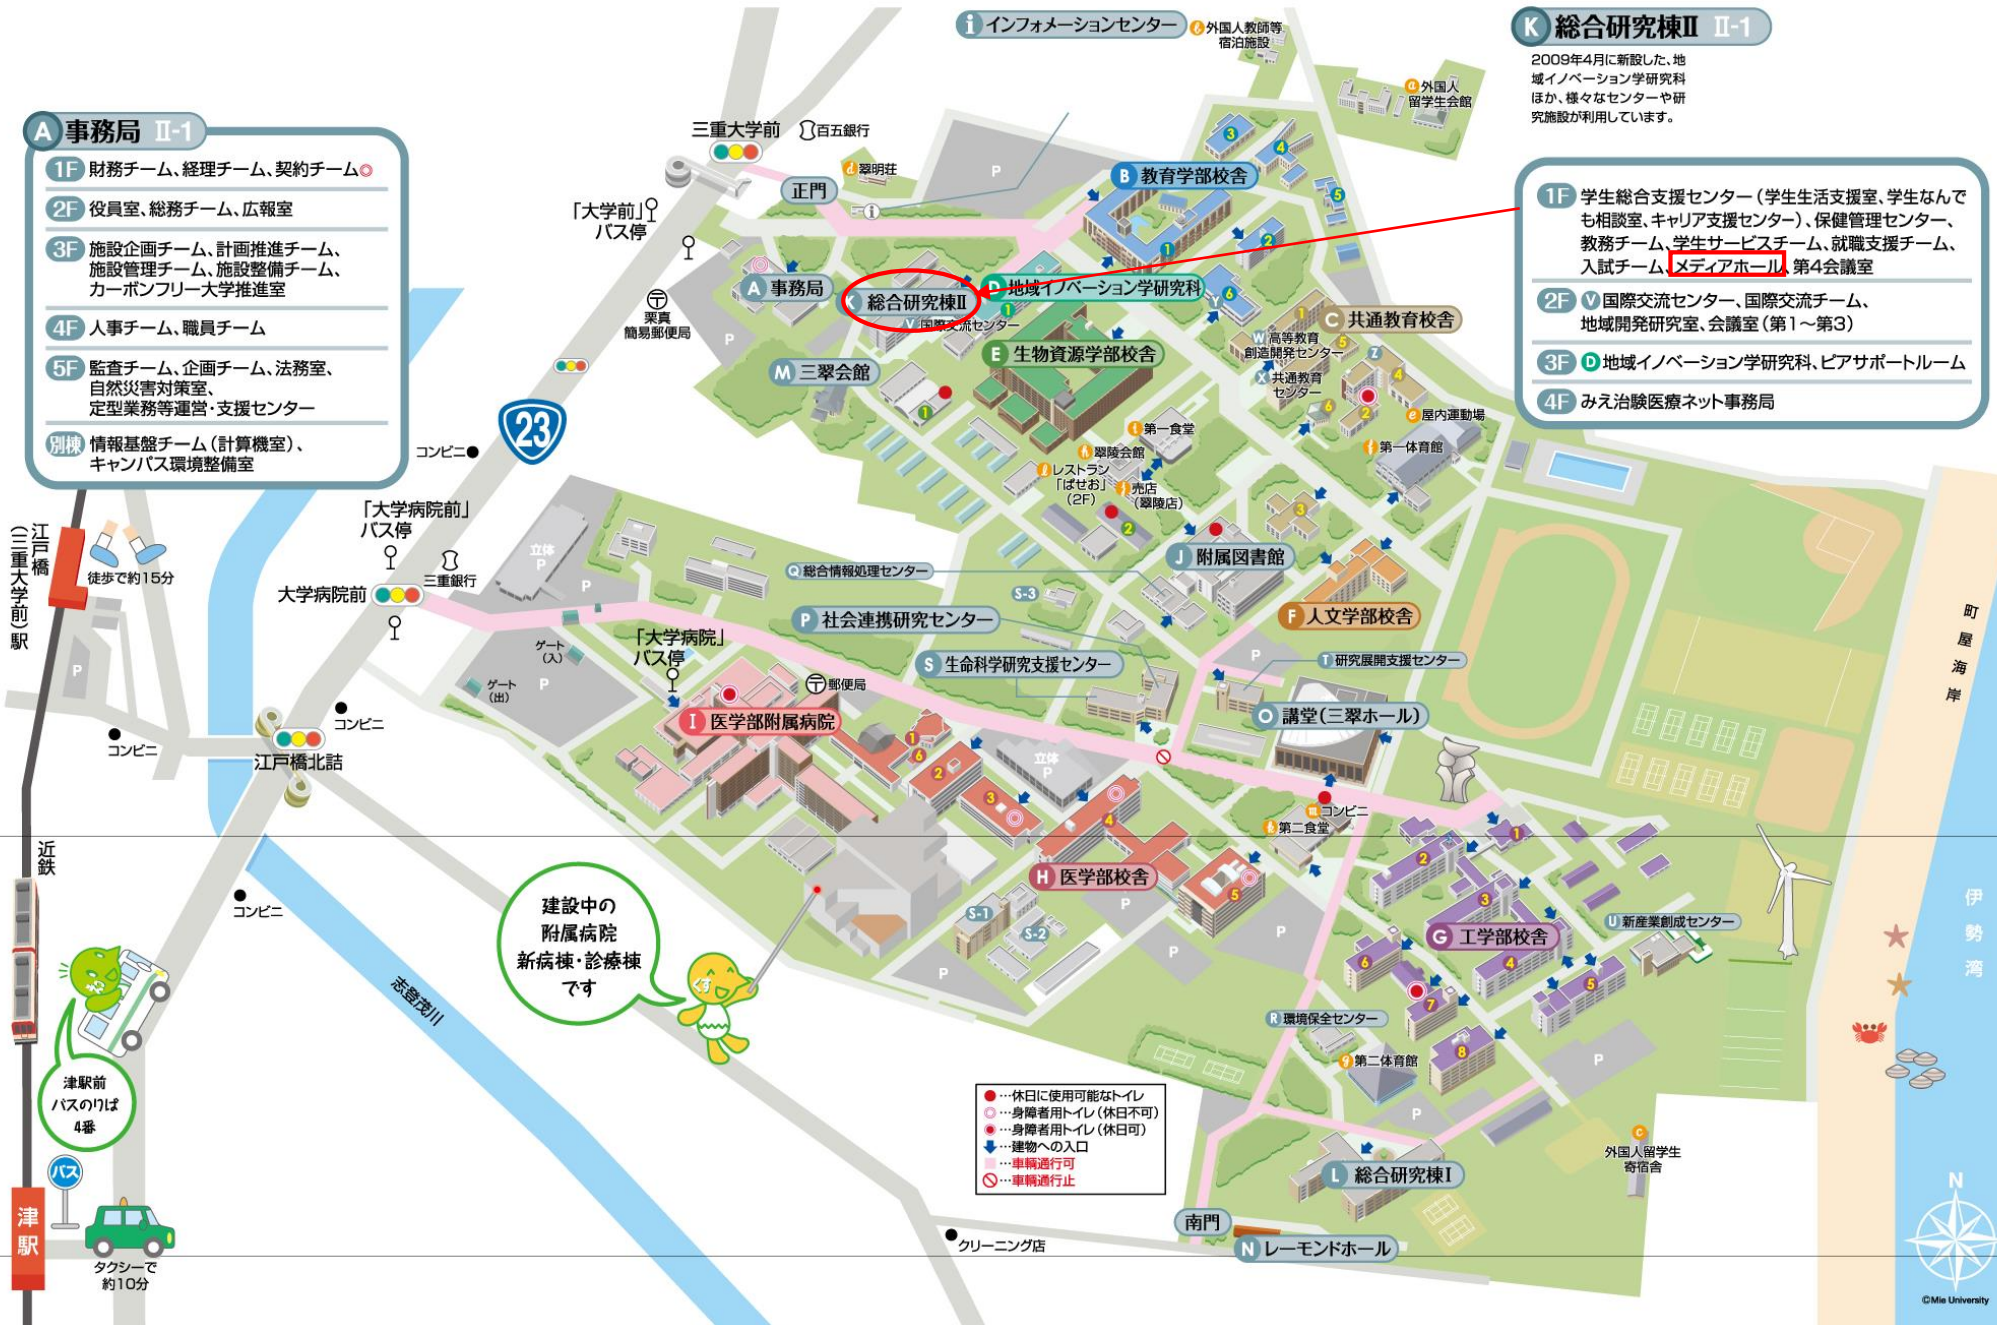 i インフォメーションセンター
外国人教師等
宿泊施設
K 総合研究棟Ⅱ Ⅱ-1
2009年4月に新設した、地
域イノベーション学研究科
ほか、様々なセンターや研
究施設が利用しています。
a 外国人
留学生会館
A 事務局 Ⅱ-1
1F 財務チーム、経理チーム、契約チーム
2F 役員室、総務チーム、広報室
3F 施設企画チーム、計画推進チーム、
施設管理チーム、施設整備チーム、
カーボンフリー大学推進室
4F 人事チーム、職員チーム
5F 監査チーム、企画チーム、法務室、
自然災害対策室、
定型業務等運営・支援センター
別棟 情報基盤チーム(計算機室)、
キャンパス環境整備室
1F 学生総合支援センター(学生生活支援室、学生なんで
も相談室、キャリア支援センター)、保健管理センター、
教務チーム、学生サービスチーム、就職支援チーム、
入試チーム、メディアホール、第4会議室
2F V 国際交流センター、国際交流チーム、
地域開発研究室、会議室(第1〜第3)
3F D 地域イノベーション学研究科、ピアサポートルーム
4F みえ治験医療ネット事務局
三重大学前
百五銀行
d 翠明荘
正門
i
P
「大学前」
バス停
B 教育学部校舎
1
2
3
4
5
6
Y
A 事務局
K 総合研究棟Ⅱ
D 地域イノベーション学研究科
1
V 国際交流センター
〒
栗真
簡易郵便局
P
E 生物資源学部校舎
C 共通教育校舎
1
5
W 高等教育
創造開発センター
Z
4
X 共通教育
センター
6
2
M 三翠会館
1
e 屋内運動場
f 第一体育館
23
コンビニ
i 第一食堂
h 翠陵会館
レストラン
「ばせお」
(2F)
売店
(翠陵店)
2
3
J 附属図書館
「大学病院前」
バス停
三重銀行
大学病院前
立体
P
P
Q 総合情報処理センター
S-3
P 社会連携研究センター
F 人文学部校舎
P
T 研究展開支援センター
S 生命科学研究支援センター
O 講堂(三翠ホール)
江戸橋
(三重大学前)駅
徒歩で約15分
P
ゲート
(入)
ゲート
(出)
P
「大学病院」
バス停
〒 郵便局
I 医学部附属病院
コンビニ
コンビニ
江戸橋北詰
1
6
2
3
立体
P
4
5
H 医学部校舎
コンビニ
k 第二食堂
町屋海岸
近鉄
コンビニ
建設中の
附属病院
新病棟・診療棟
です
くす
S-1
S-2
P
P
P
P
1
2
3
G 工学部校舎
4
5
6
7
8
U 新産業創成センター
伊勢湾
志登茂川
津駅前
バスのりば
4番
バス
津駅
タクシーで
約10分
R 環境保全センター
g 第二体育館
P
P
…休日に使用可能なトイレ
…身障者用トイレ(休日不可)
…身障者用トイレ(休日可)
…建物への入口
…車輌通行可
…車輌通行止
L 総合研究棟Ⅰ
c
外国人留学生
寄宿舎
南門
N レーモンドホール
クリーニング店
N
©Mie University